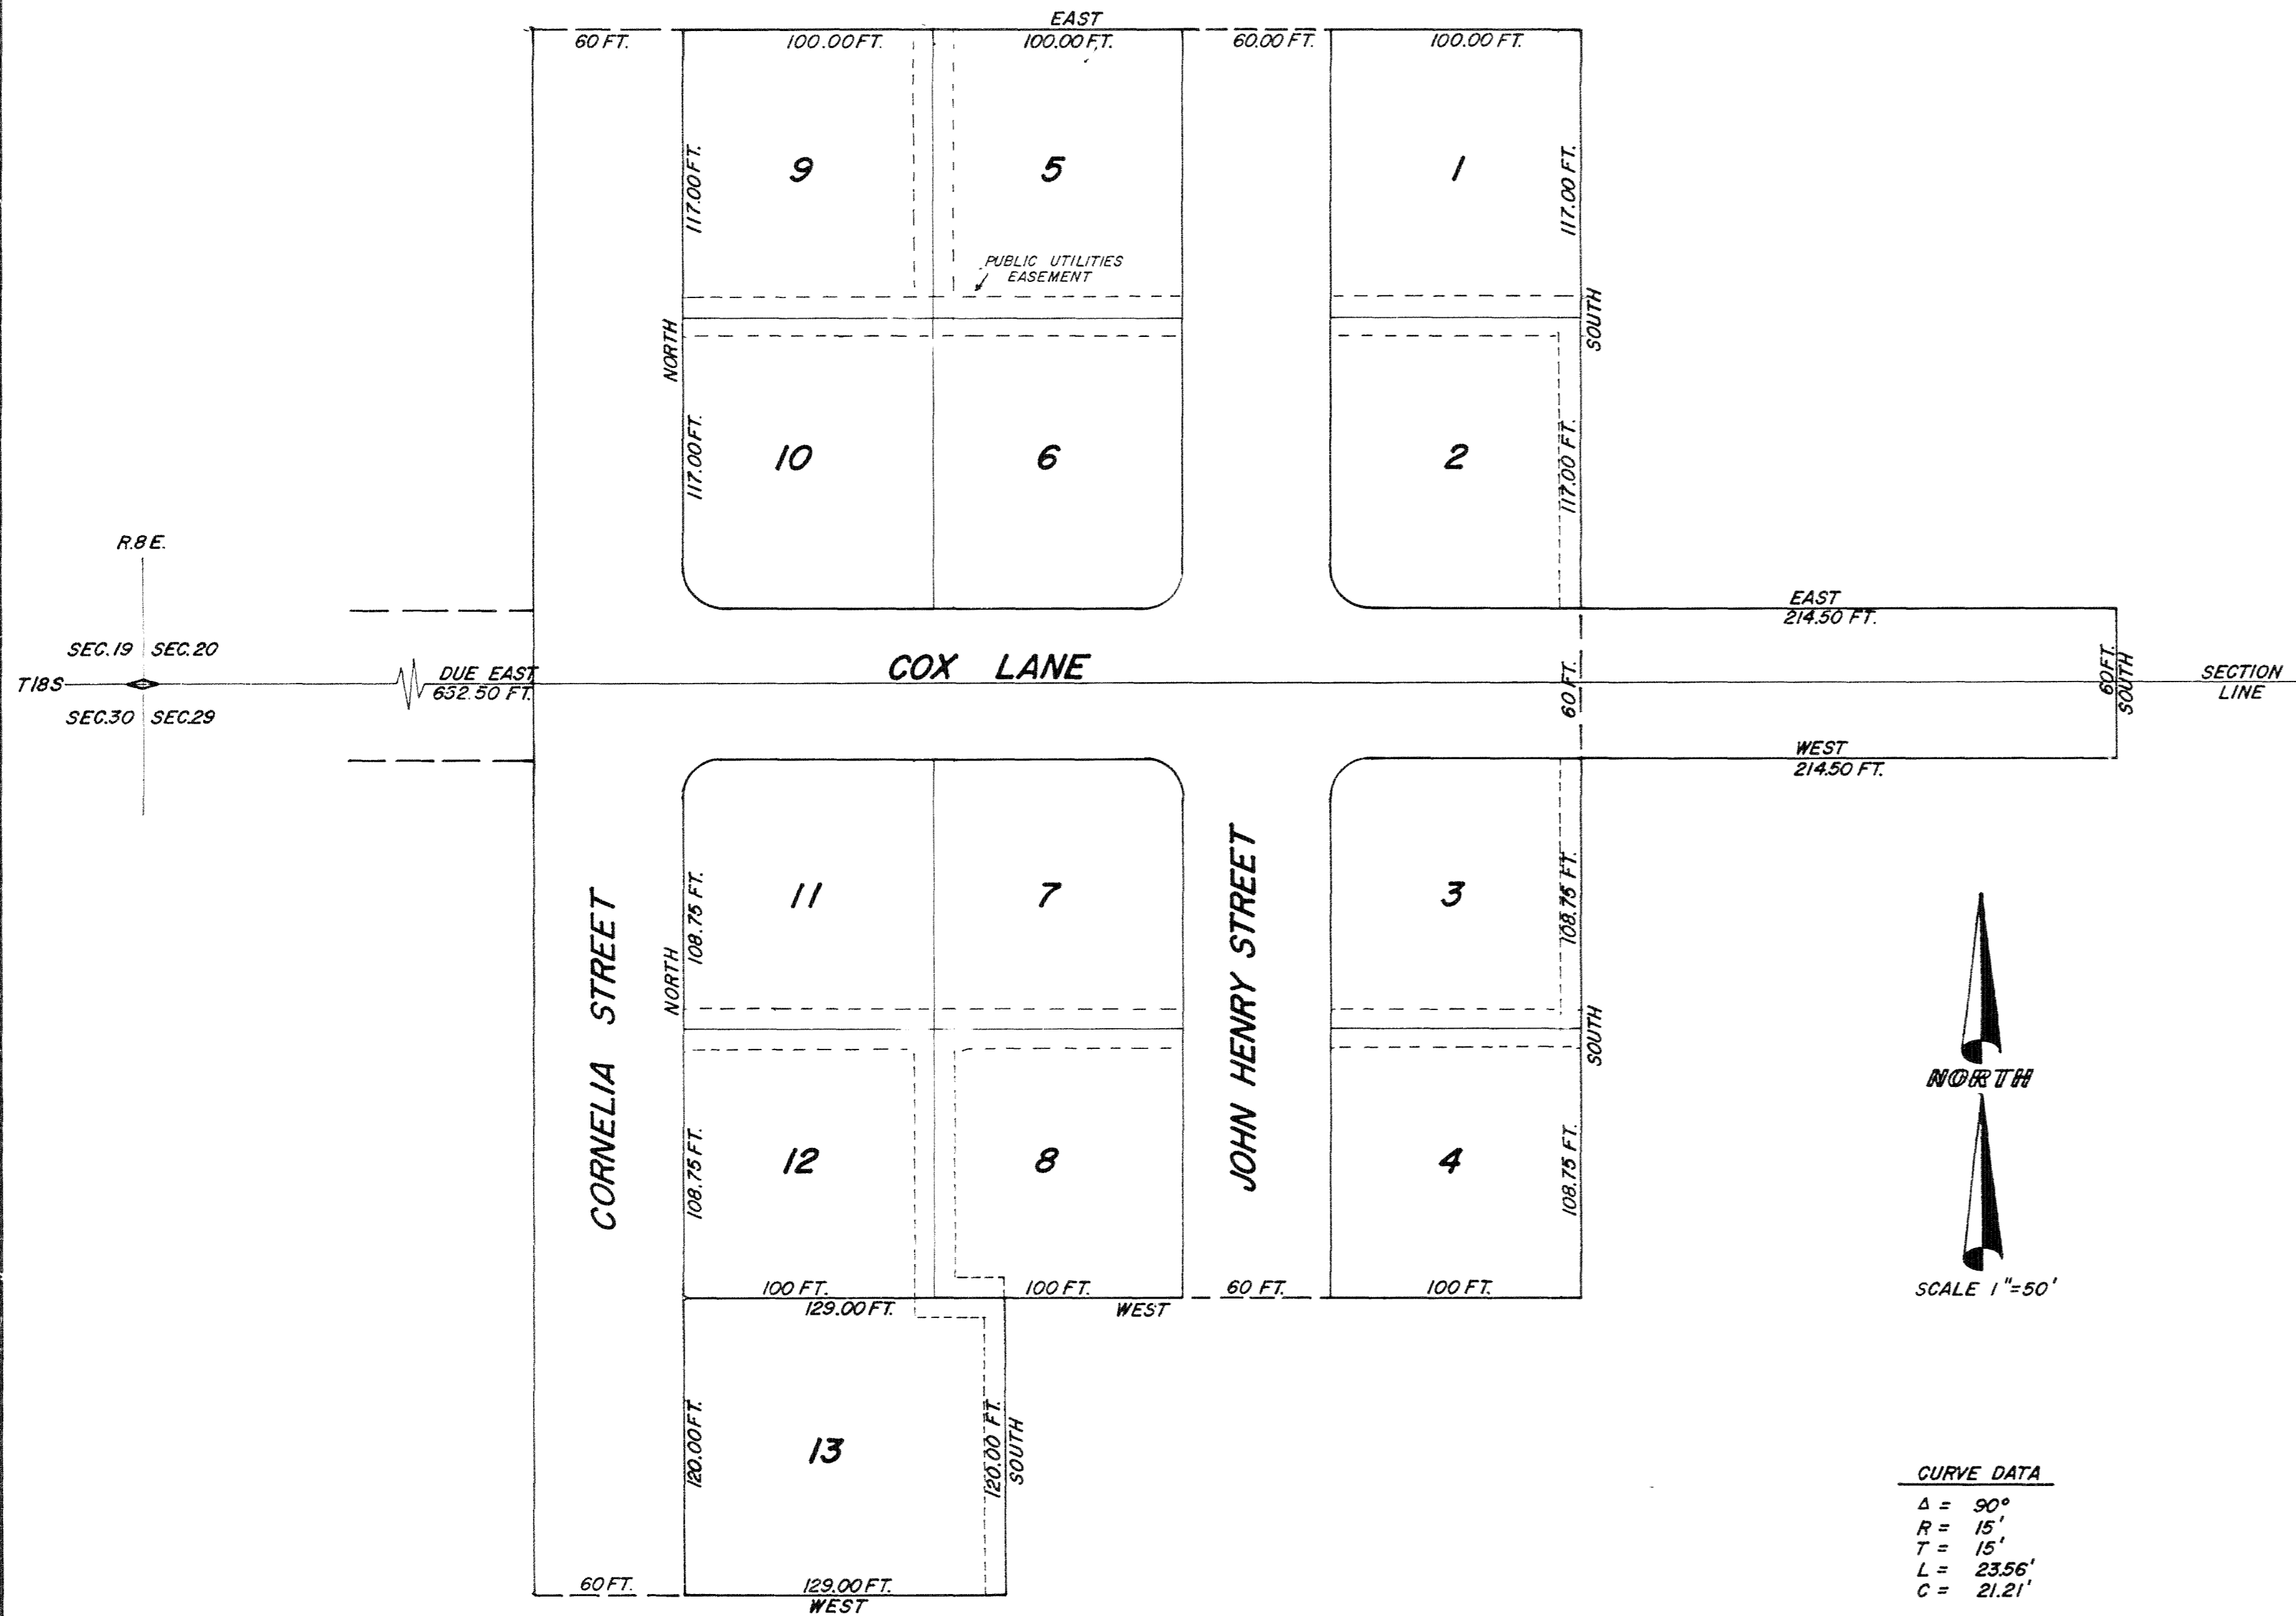 EAST
60 FT.
100.00 FT.
100.00 F,T.
60.00 FT.
100.00 FT.
117.00 FT.
9
5
1
117.00 FT.
PUBLIC UTILITIES
EASEMENT
NORTH
SOUTH
117.00 FT.
10
6
2
117.00 FT.
R.8 E.
SEC. 19
SEC. 20
T18S
SEC.30
SEC.29
DUE EAST
652.50 FT.
COX LANE
60 FT.
EAST
214.50 FT.
60 FT.
SOUTH
SECTION
LINE
WEST
214.50 FT.
CORNELIA STREET
NORTH
108.75 FT.
11
7
JOHN HENRY STREET
3
108.75 FT.
SOUTH
108.75 FT.
12
8
4
108.75 FT.
100 FT.
100 FT.
60 FT.
100 FT.
129.00 FT.
WEST
NORTH
SCALE 1"=50'
120.00 FT.
13
120.00 FT.
SOUTH
60 FT.
129.00 FT.
WEST
CURVE DATA
Δ = 90°
R = 15'
T = 15'
L = 23.56'
C = 21.21'